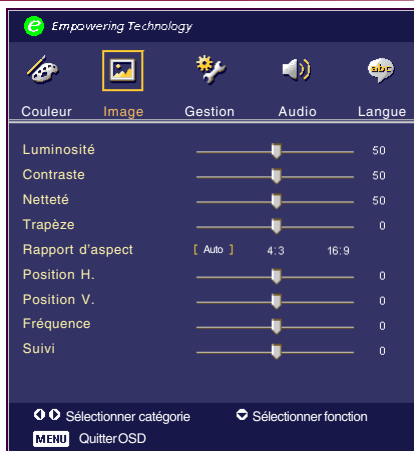 e Empowering Technology
abc
Couleur Image Gestion Audio Langue
Luminosité 50
Contraste 50
Netteté 50
Trapèze 0
Rapport d'aspect [ Auto ] 4:3 16:9
Position H. 0
Position V. 0
Fréquence 0
Suivi 0
Sélectionner catégorie Sélectionner fonction
MENU Quitter OSD